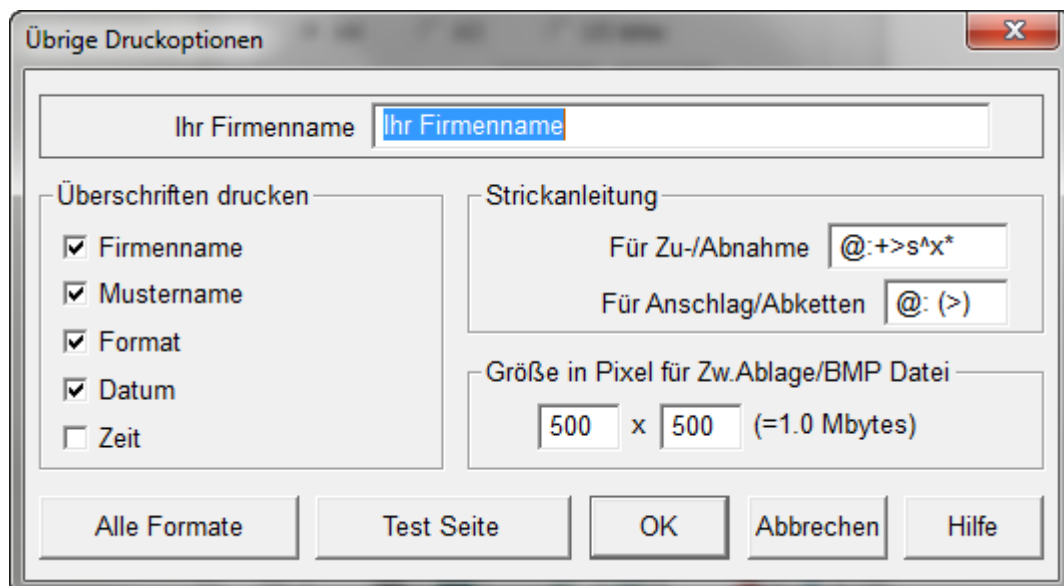 Übrige Druckoptionen
Ihr Firmenname Ihr Firmenname
Überschriften drucken
Firmenname
Mustername
Format
Datum
Zeit
Strickanleitung
Für Zu-/Abnahme @:+>s^x*
Für Anschlag/Abketten @: (>)
Größe in Pixel für Zw.Ablage/BMP Datei
500 x 500 (=1.0 Mbytes)
Alle Formate Test Seite OK Abbrechen Hilfe